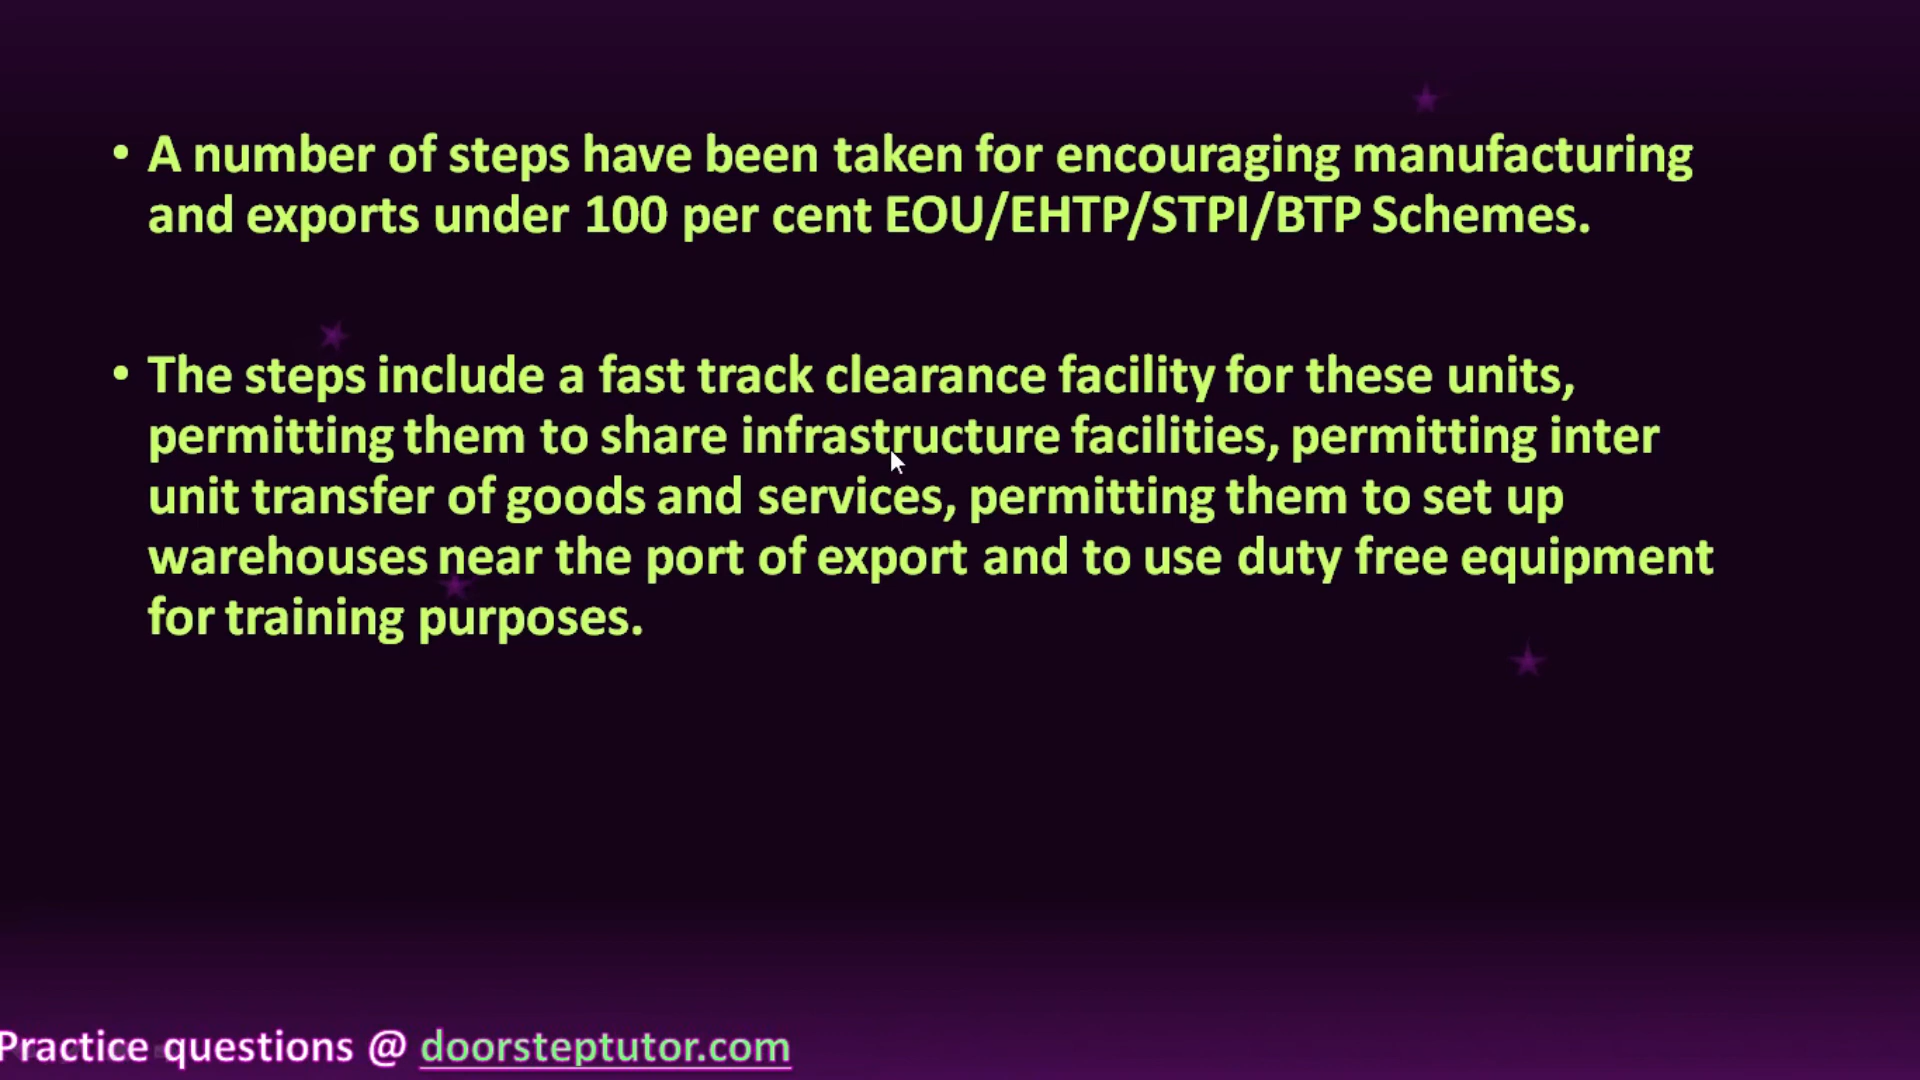 • A number of steps have been taken for encouraging manufacturing
and exports under 100 per cent EOU/EHTP/STPI/BTP Schemes.
• The steps include a fast track clearance facility for these units,
permitting them to share infrastructure facilities, permitting inter
unit transfer of goods and services, permitting them to set up
warehouses near the port of export and to use duty free equipment
for training purposes.
Practice questions @ doorsteptutor.com